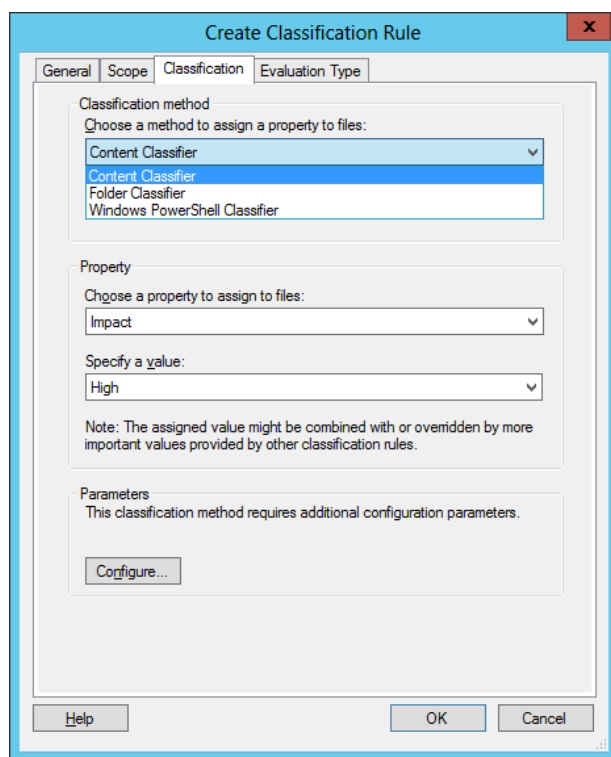 Create Classification Rule
x
General Scope Classification Evaluation Type
Classification method
Choose a method to assign a property to files:
Content Classifier
Content Classifier
Folder Classifier
Windows PowerShell Classifier
Property
Choose a property to assign to files:
Impact
Specify a value:
High
Note: The assigned value might be combined with or overridden by more
important values provided by other classification rules.
Parameters
This classification method requires additional configuration parameters.
Configure...
Help OK Cancel